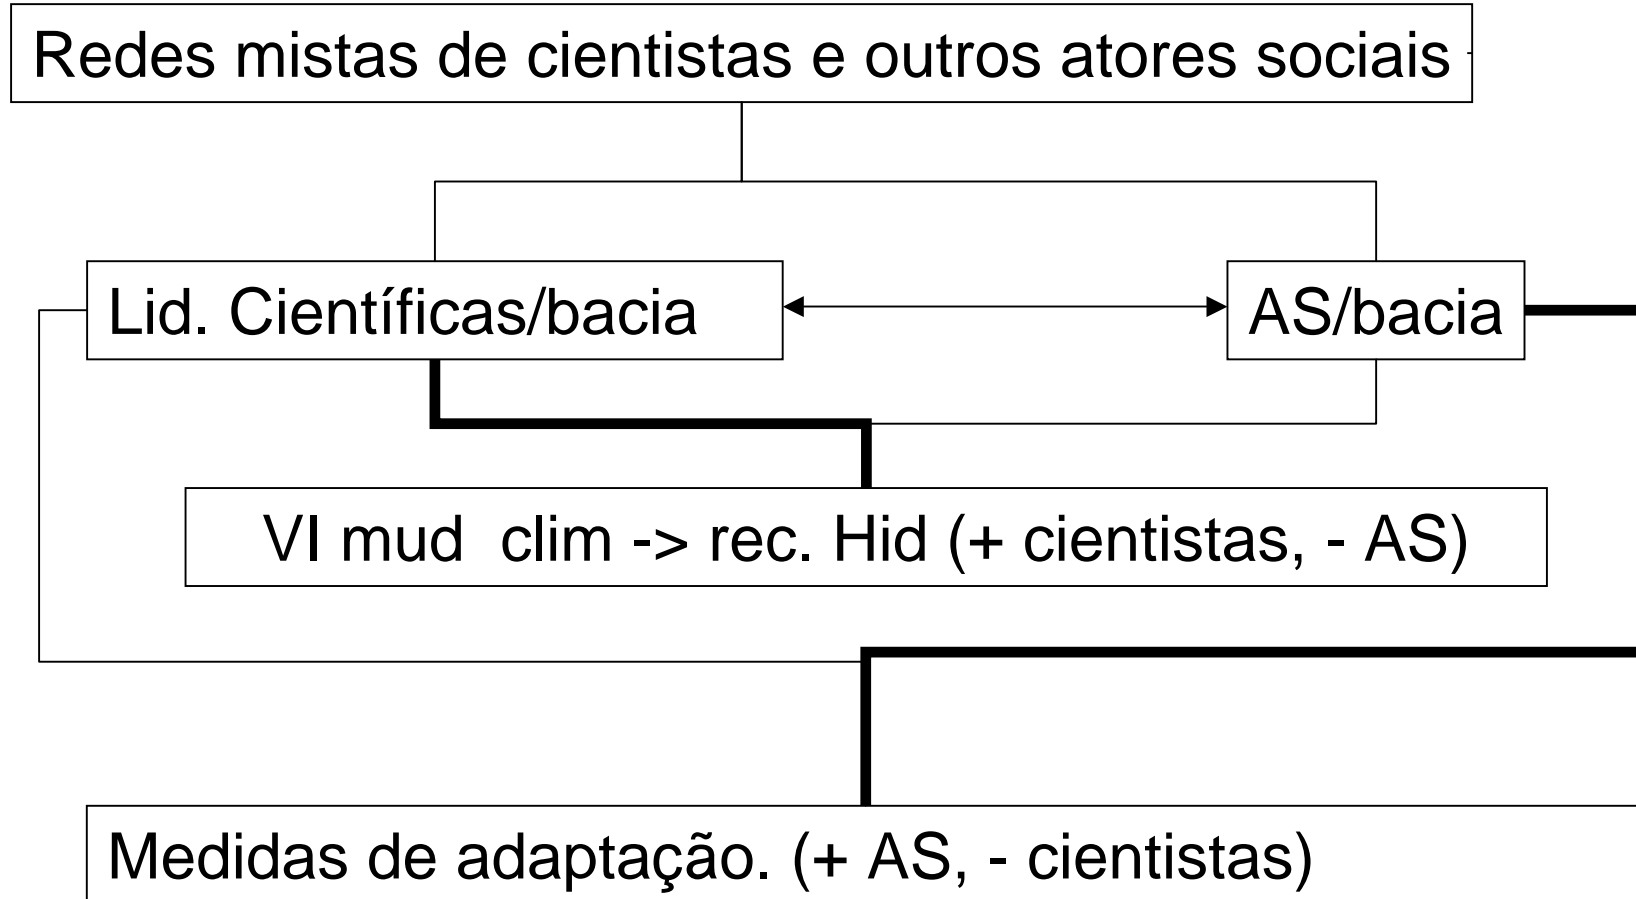 Redes mistas de cientistas e outros atores sociais
Lid. Científicas/bacia
AS/bacia
VI mud clim -> rec. Hid (+ cientistas, - AS)
Medidas de adaptação. (+ AS, - cientistas)